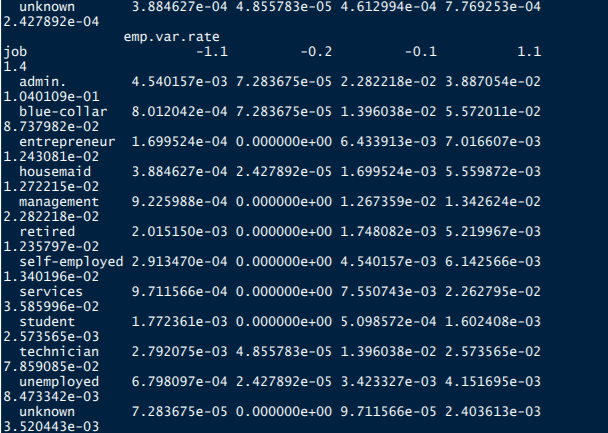 unknown 3.884627e-04 4.855783e-05 4.612994e-04 7.769253e-04
2.427892e-04
emp.var.rate
job -1.1 -0.2 -0.1 1.1
1.4
admin. 4.540157e-03 7.283675e-05 2.282218e-02 3.887054e-02
1.040109e-01
blue-collar 8.012042e-04 7.283675e-05 1.396038e-02 5.572011e-02
8.737982e-02
entrepreneur 1.699524e-04 0.000000e+00 6.433913e-03 7.016607e-03
1.243081e-02
housemaid 3.884627e-04 2.427892e-05 1.699524e-03 5.559872e-03
1.272215e-02
management 9.225988e-04 0.000000e+00 1.267359e-02 1.342624e-02
2.282218e-02
retired 2.015150e-03 0.000000e+00 1.748082e-03 5.219967e-03
1.235797e-02
self-employed 2.913470e-04 0.000000e+00 4.540157e-03 6.142566e-03
1.340196e-02
services 9.711566e-04 0.000000e+00 7.550743e-03 2.262795e-02
3.585996e-02
student 1.772361e-03 0.000000e+00 5.098572e-04 1.602408e-03
2.573565e-03
technician 2.792075e-03 4.855783e-05 1.396038e-02 2.573565e-02
7.859085e-02
unemployed 6.798097e-04 2.427892e-05 3.423327e-03 4.151695e-03
8.473342e-03
unknown 7.283675e-05 0.000000e+00 9.711566e-05 2.403613e-03
3.520443e-03